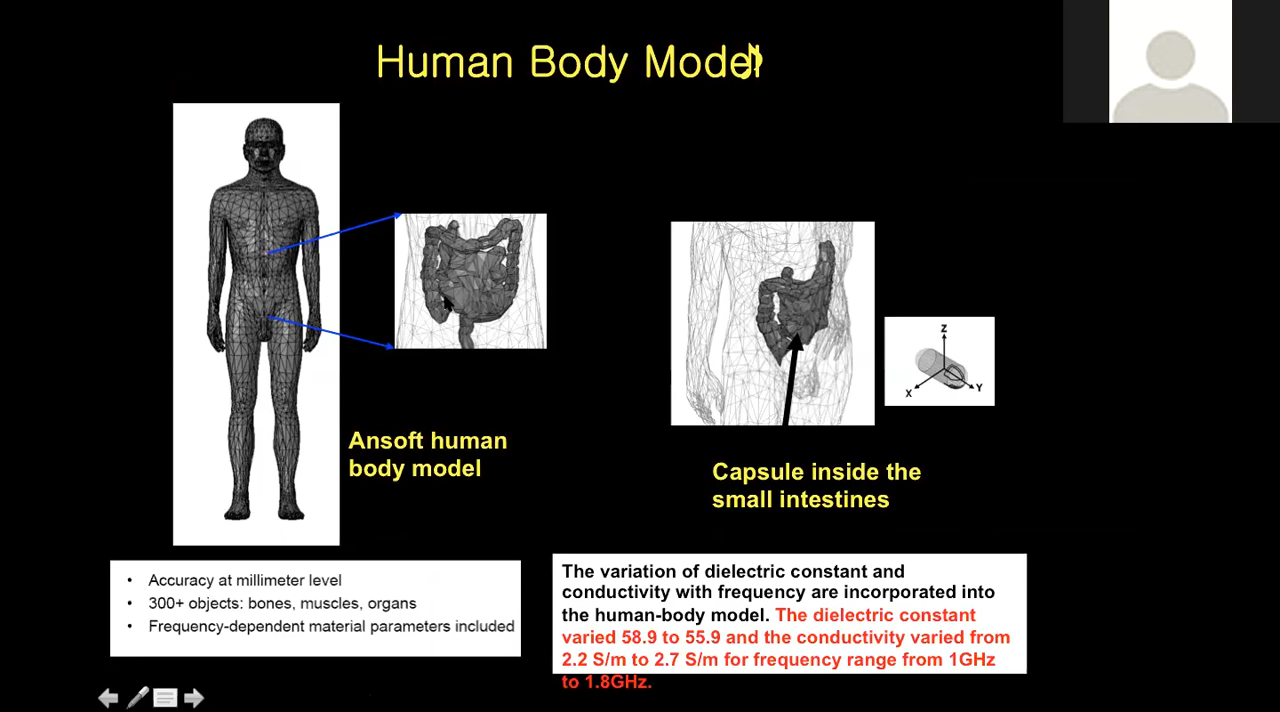 Human Body Model
Z
X
Y
Ansoft human
body model
Capsule inside the
small intestines
• Accuracy at millimeter level
• 300+ objects: bones, muscles, organs
• Frequency-dependent material parameters included
The variation of dielectric constant and
conductivity with frequency are incorporated into
the human-body model. The dielectric constant
varied 58.9 to 55.9 and the conductivity varied from
2.2 S/m to 2.7 S/m for frequency range from 1GHz
to 1.8GHz.